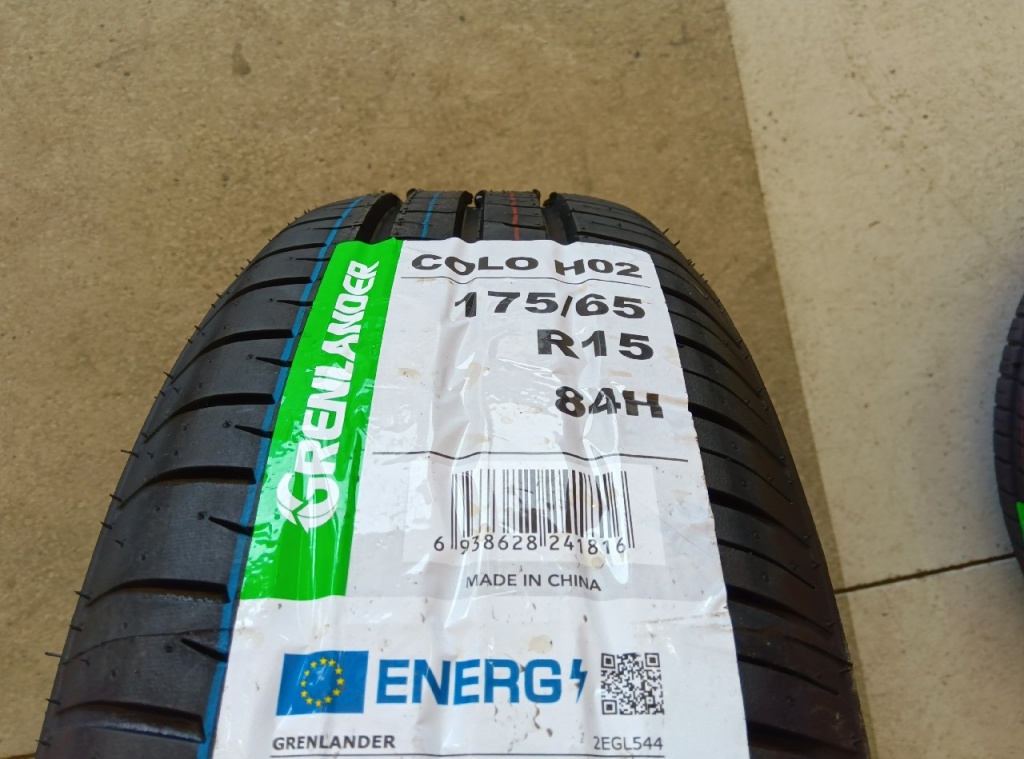 GRENLANDER
COLO H02
175/65
R15
84H
6 938628 241816
MADE IN CHINA
ENERG
GRENLANDER 2EGL544